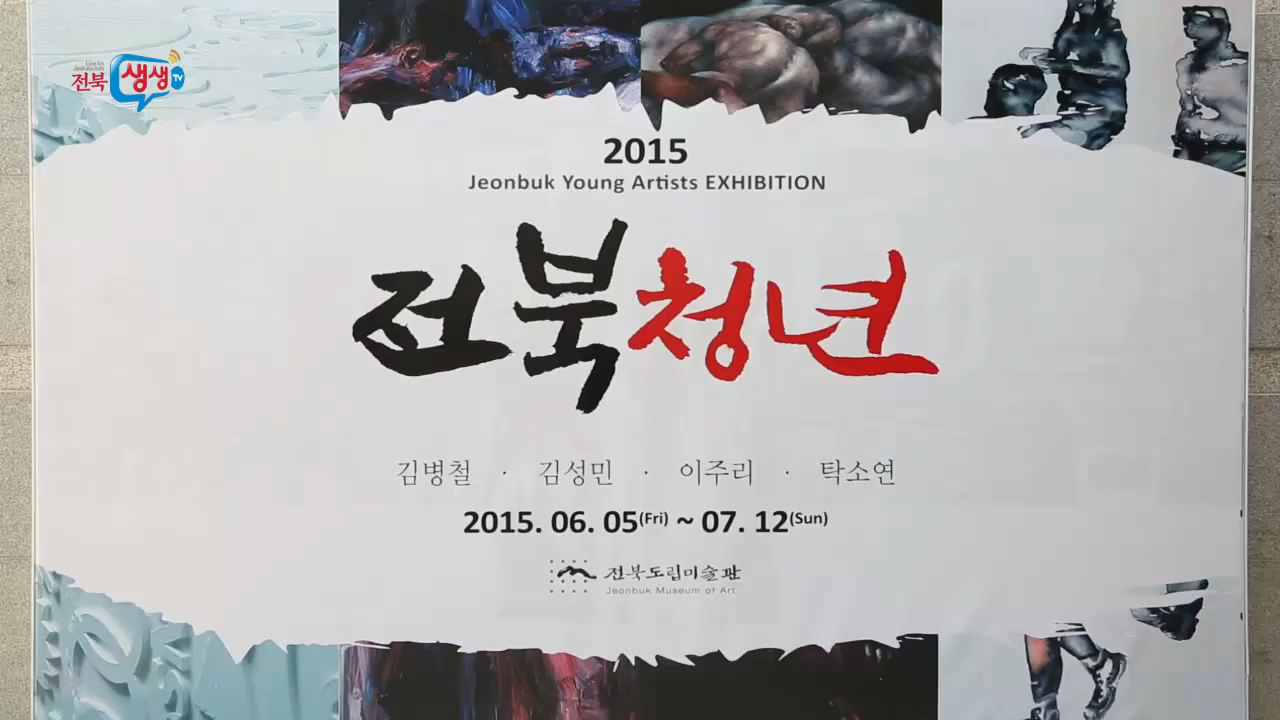 전북 생생 TV
2015
Jeonbuk Young Artists EXHIBITION
전북청년
김병철 · 김성민 · 이주리 · 탁소연
2015. 06. 05(Fri) ~ 07. 12(Sun)
전북도립미술관
Jeonbuk Museum of Art